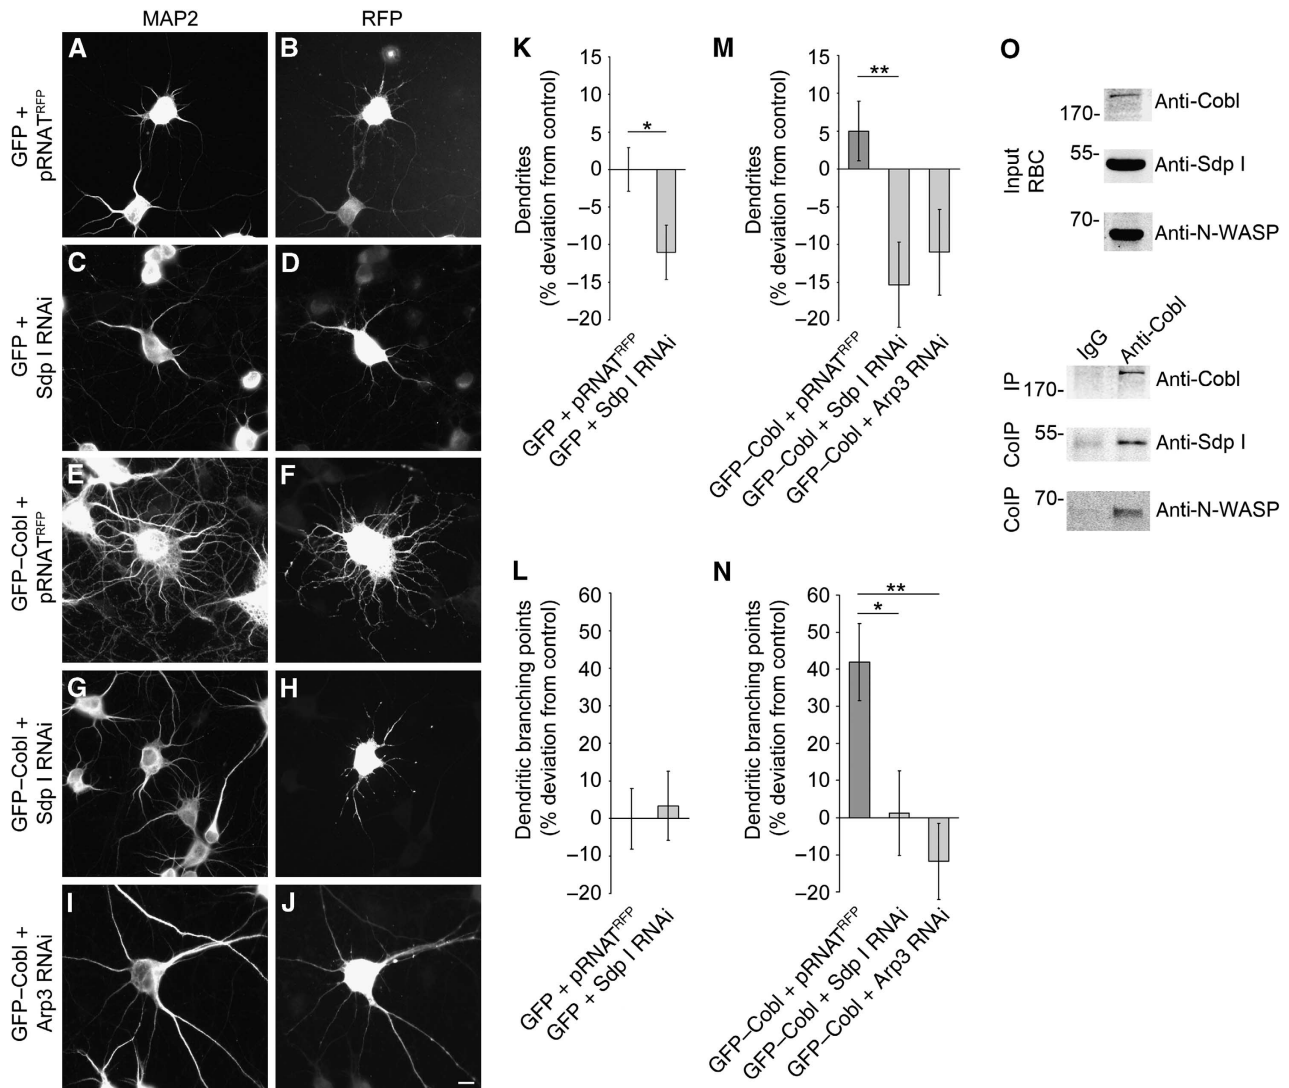 MAP2
RFP
A
B
GFP +
pRNAT^RFP
C
D
GFP +
Sdp I RNAi
E
F
GFP–Cobl +
pRNAT^RFP
G
H
GFP–Cobl +
Sdp I RNAi
I
J
GFP–Cobl +
Arp3 RNAi
K
Dendrites
(% deviation from control)
15
10
5
0
–5
–10
–15
–20
*
GFP + pRNAT^RFP
GFP + Sdp I RNAi
M
Dendrites
(% deviation from control)
15
10
5
0
–5
–10
–15
–20
**
GFP–Cobl + pRNAT^RFP
GFP–Cobl + Sdp I RNAi
GFP–Cobl + Arp3 RNAi
L
Dendritic branching points
(% deviation from control)
60
50
40
30
20
10
0
–10
–20
GFP + pRNAT^RFP
GFP + Sdp I RNAi
N
Dendritic branching points
(% deviation from control)
60
50
40
30
20
10
0
–10
–20
**
*
GFP–Cobl + pRNAT^RFP
GFP–Cobl + Sdp I RNAi
GFP–Cobl + Arp3 RNAi
O
Input
RBC
170-
Anti-Cobl
55-
Anti-Sdp I
70-
Anti-N-WASP
IgG
Anti-Cobl
IP
170-
Anti-Cobl
CoIP
55-
Anti-Sdp I
CoIP
70-
Anti-N-WASP